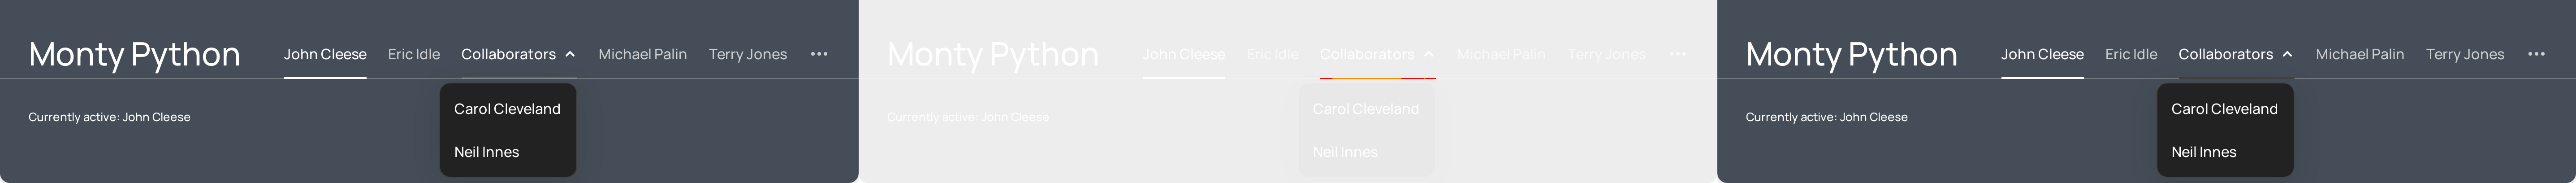 Monty Python John Cleese Eric Idle Collaborators Michael Palin Terry Jones
Carol Cleveland
Currently active: John Cleese
Neil Innes
Monty Python John Cleese Eric Idle Collaborators Michael Palin Terry Jones
Carol Cleveland
Currently active: John Cleese
Neil Innes
Monty Python John Cleese Eric Idle Collaborators Michael Palin Terry Jones
Carol Cleveland
Currently active: John Cleese
Neil Innes